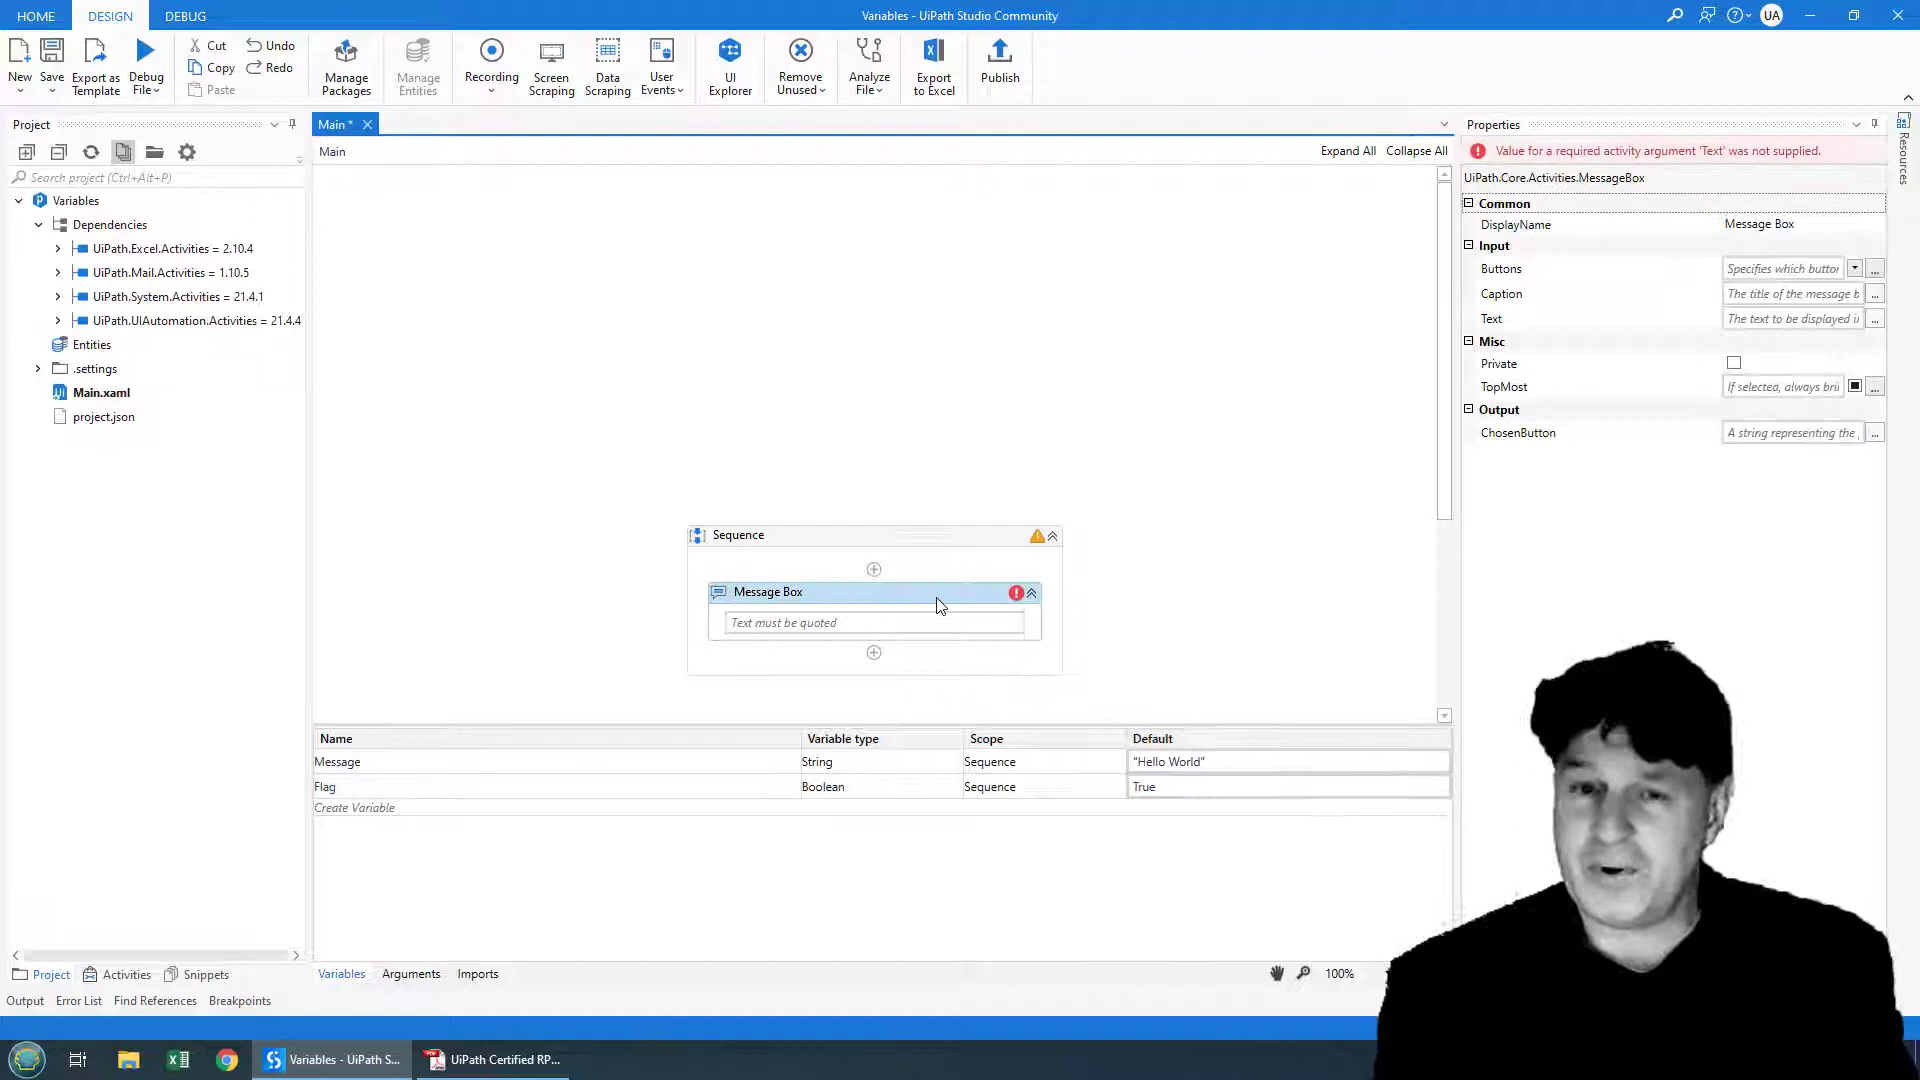 HOME
DESIGN
DEBUG
Variables - UiPath Studio Community
UA
New
Save
Export as Template
Debug File
Cut
Copy
Paste
Undo
Redo
Manage Packages
Manage Entities
Recording
Screen Scraping
Data Scraping
User Events
UI Explorer
Remove Unused
Analyze File
Export to Excel
Publish
Project
Search project (Ctrl+Alt+P)
Variables
Dependencies
UiPath.Excel.Activities = 2.10.4
UiPath.Mail.Activities = 1.10.5
UiPath.System.Activities = 21.4.1
UiPath.UIAutomation.Activities = 21.4.4
Entities
.settings
Main.xaml
project.json
Main *
Main
Expand All
Collapse All
Sequence
Message Box
Text must be quoted
Name Variable type Scope Default
Message String Sequence "Hello World"
Flag Boolean Sequence True
Create Variable
Variables
Arguments
Imports
100%
Properties
Value for a required activity argument 'Text' was not supplied.
UiPath.Core.Activities.MessageBox
Common
DisplayName Message Box
Input
Buttons Specifies which buttor ...
Caption The title of the message b ...
Text The text to be displayed i ...
Misc
Private
TopMost If selected, always bri ...
Output
ChosenButton A string representing the ...
Resources
Project
Activities
Snippets
Output
Error List
Find References
Breakpoints
Variables - UiPath S...
UiPath Certified RP...